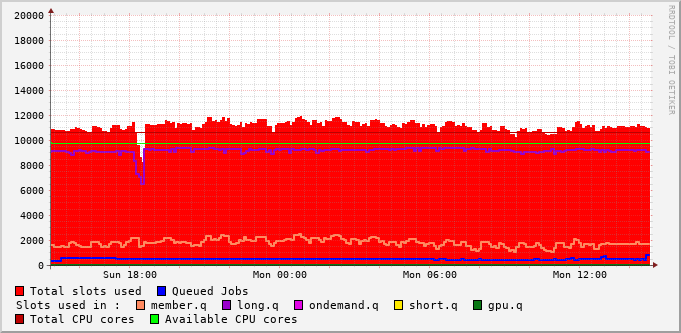 20000
18000
16000
14000
12000
10000
8000
6000
4000
2000
0
Sun 18:00 Mon 00:00 Mon 06:00 Mon 12:00
RRDTOOL / TOBI OETIKER
Total slots used Queued Jobs
Slots used in : member.q long.q ondemand.q short.q gpu.q
Total CPU cores Available CPU cores